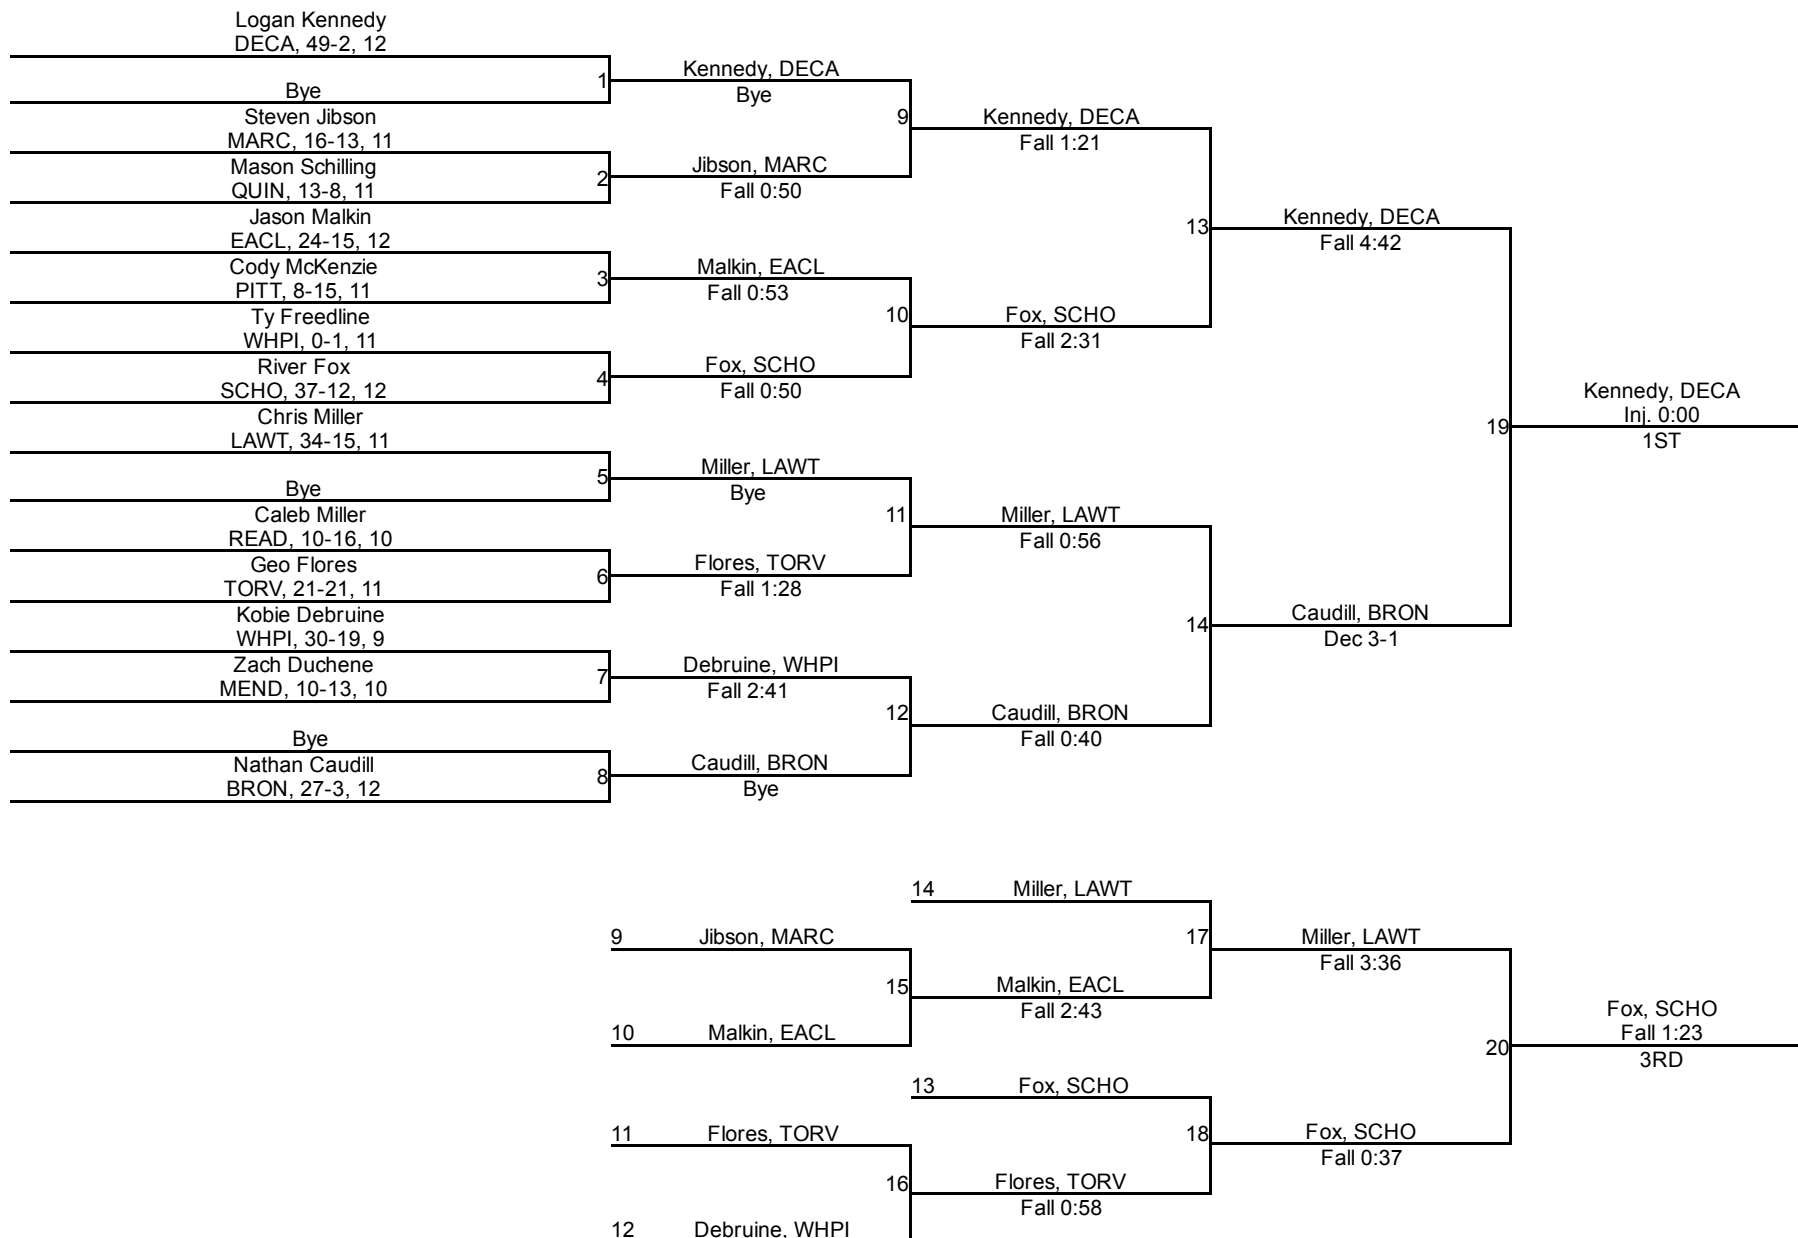 Logan Kennedy
DECA, 49-2, 12
Bye
Steven Jibson
MARC, 16-13, 11
Mason Schilling
QUIN, 13-8, 11
Jason Malkin
EACL, 24-15, 12
Cody McKenzie
PITT, 8-15, 11
Ty Freedline
WHPI, 0-1, 11
River Fox
SCHO, 37-12, 12
Chris Miller
LAWT, 34-15, 11
Bye
Caleb Miller
READ, 10-16, 10
Geo Flores
TORV, 21-21, 11
Kobie Debruine
WHPI, 30-19, 9
Zach Duchene
MEND, 10-13, 10
Bye
Nathan Caudill
BRON, 27-3, 12
1
Kennedy, DECA
Bye
2
Jibson, MARC
Fall 0:50
3
Malkin, EACL
Fall 0:53
4
Fox, SCHO
Fall 0:50
5
Miller, LAWT
Bye
6
Flores, TORV
Fall 1:28
7
Debruine, WHPI
Fall 2:41
8
Caudill, BRON
Bye
9
Kennedy, DECA
Fall 1:21
10
Fox, SCHO
Fall 2:31
11
Miller, LAWT
Fall 0:56
12
Caudill, BRON
Fall 0:40
13
Kennedy, DECA
Fall 4:42
14
Caudill, BRON
Dec 3-1
19
Kennedy, DECA
Inj. 0:00
1ST
14 Miller, LAWT
9 Jibson, MARC
10 Malkin, EACL
15
Malkin, EACL
Fall 2:43
17
Miller, LAWT
Fall 3:36
13 Fox, SCHO
11 Flores, TORV
12 Debruine, WHPI
16
Flores, TORV
Fall 0:58
18
Fox, SCHO
Fall 0:37
20
Fox, SCHO
Fall 1:23
3RD